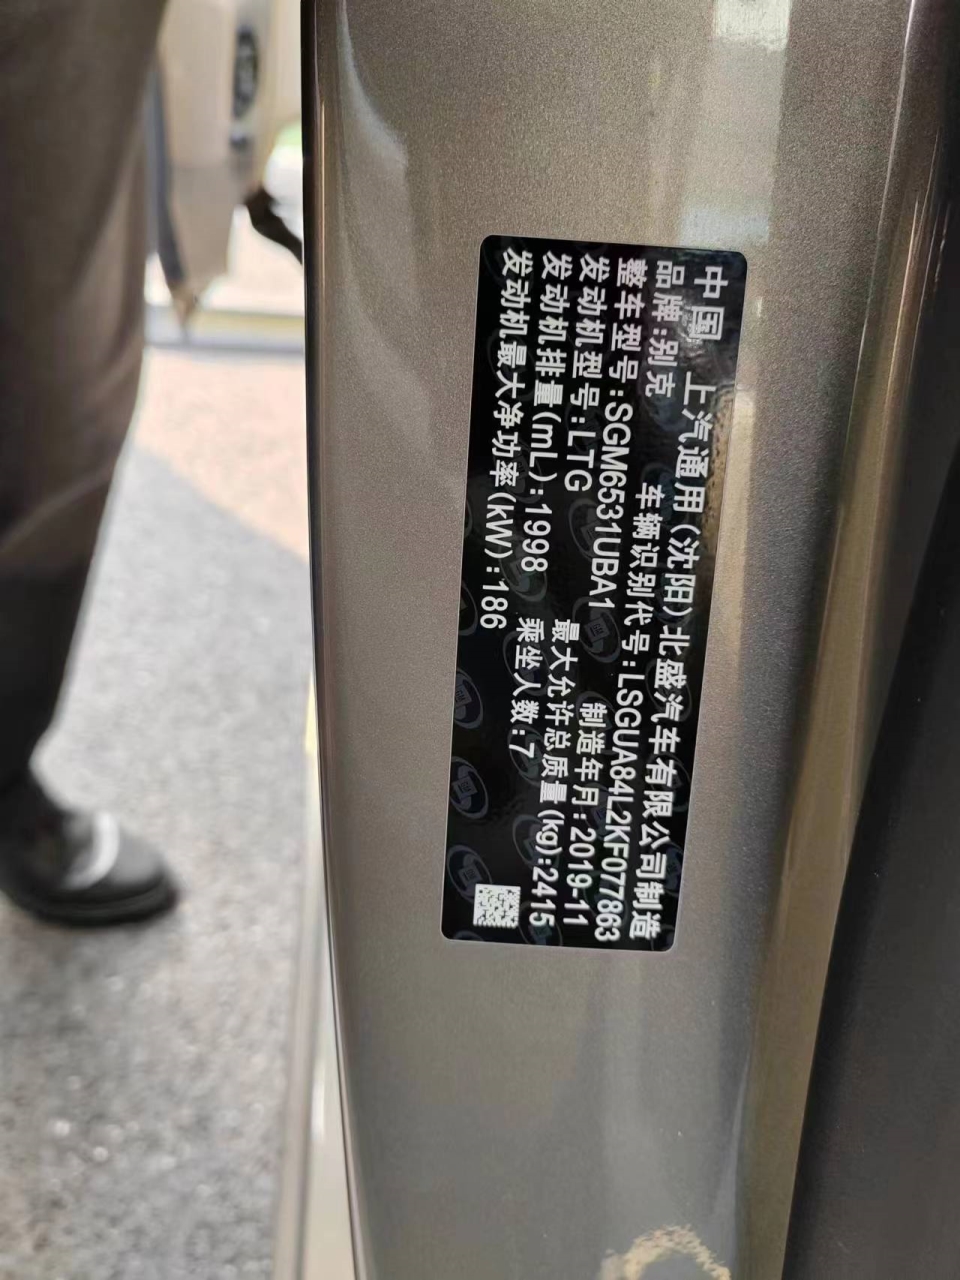 中国 上汽通用(沈阳)北盛汽车有限公司制造
品牌:别克 车辆识别代号:LSGUA84L2KF077863
整车型号:SGM6531UBA1 制造年月:2019-11
发动机型号:LTG 最大允许总质量(kg):2415
发动机排量(mL):1998 乘坐人数:7
发动机最大净功率(kW):186